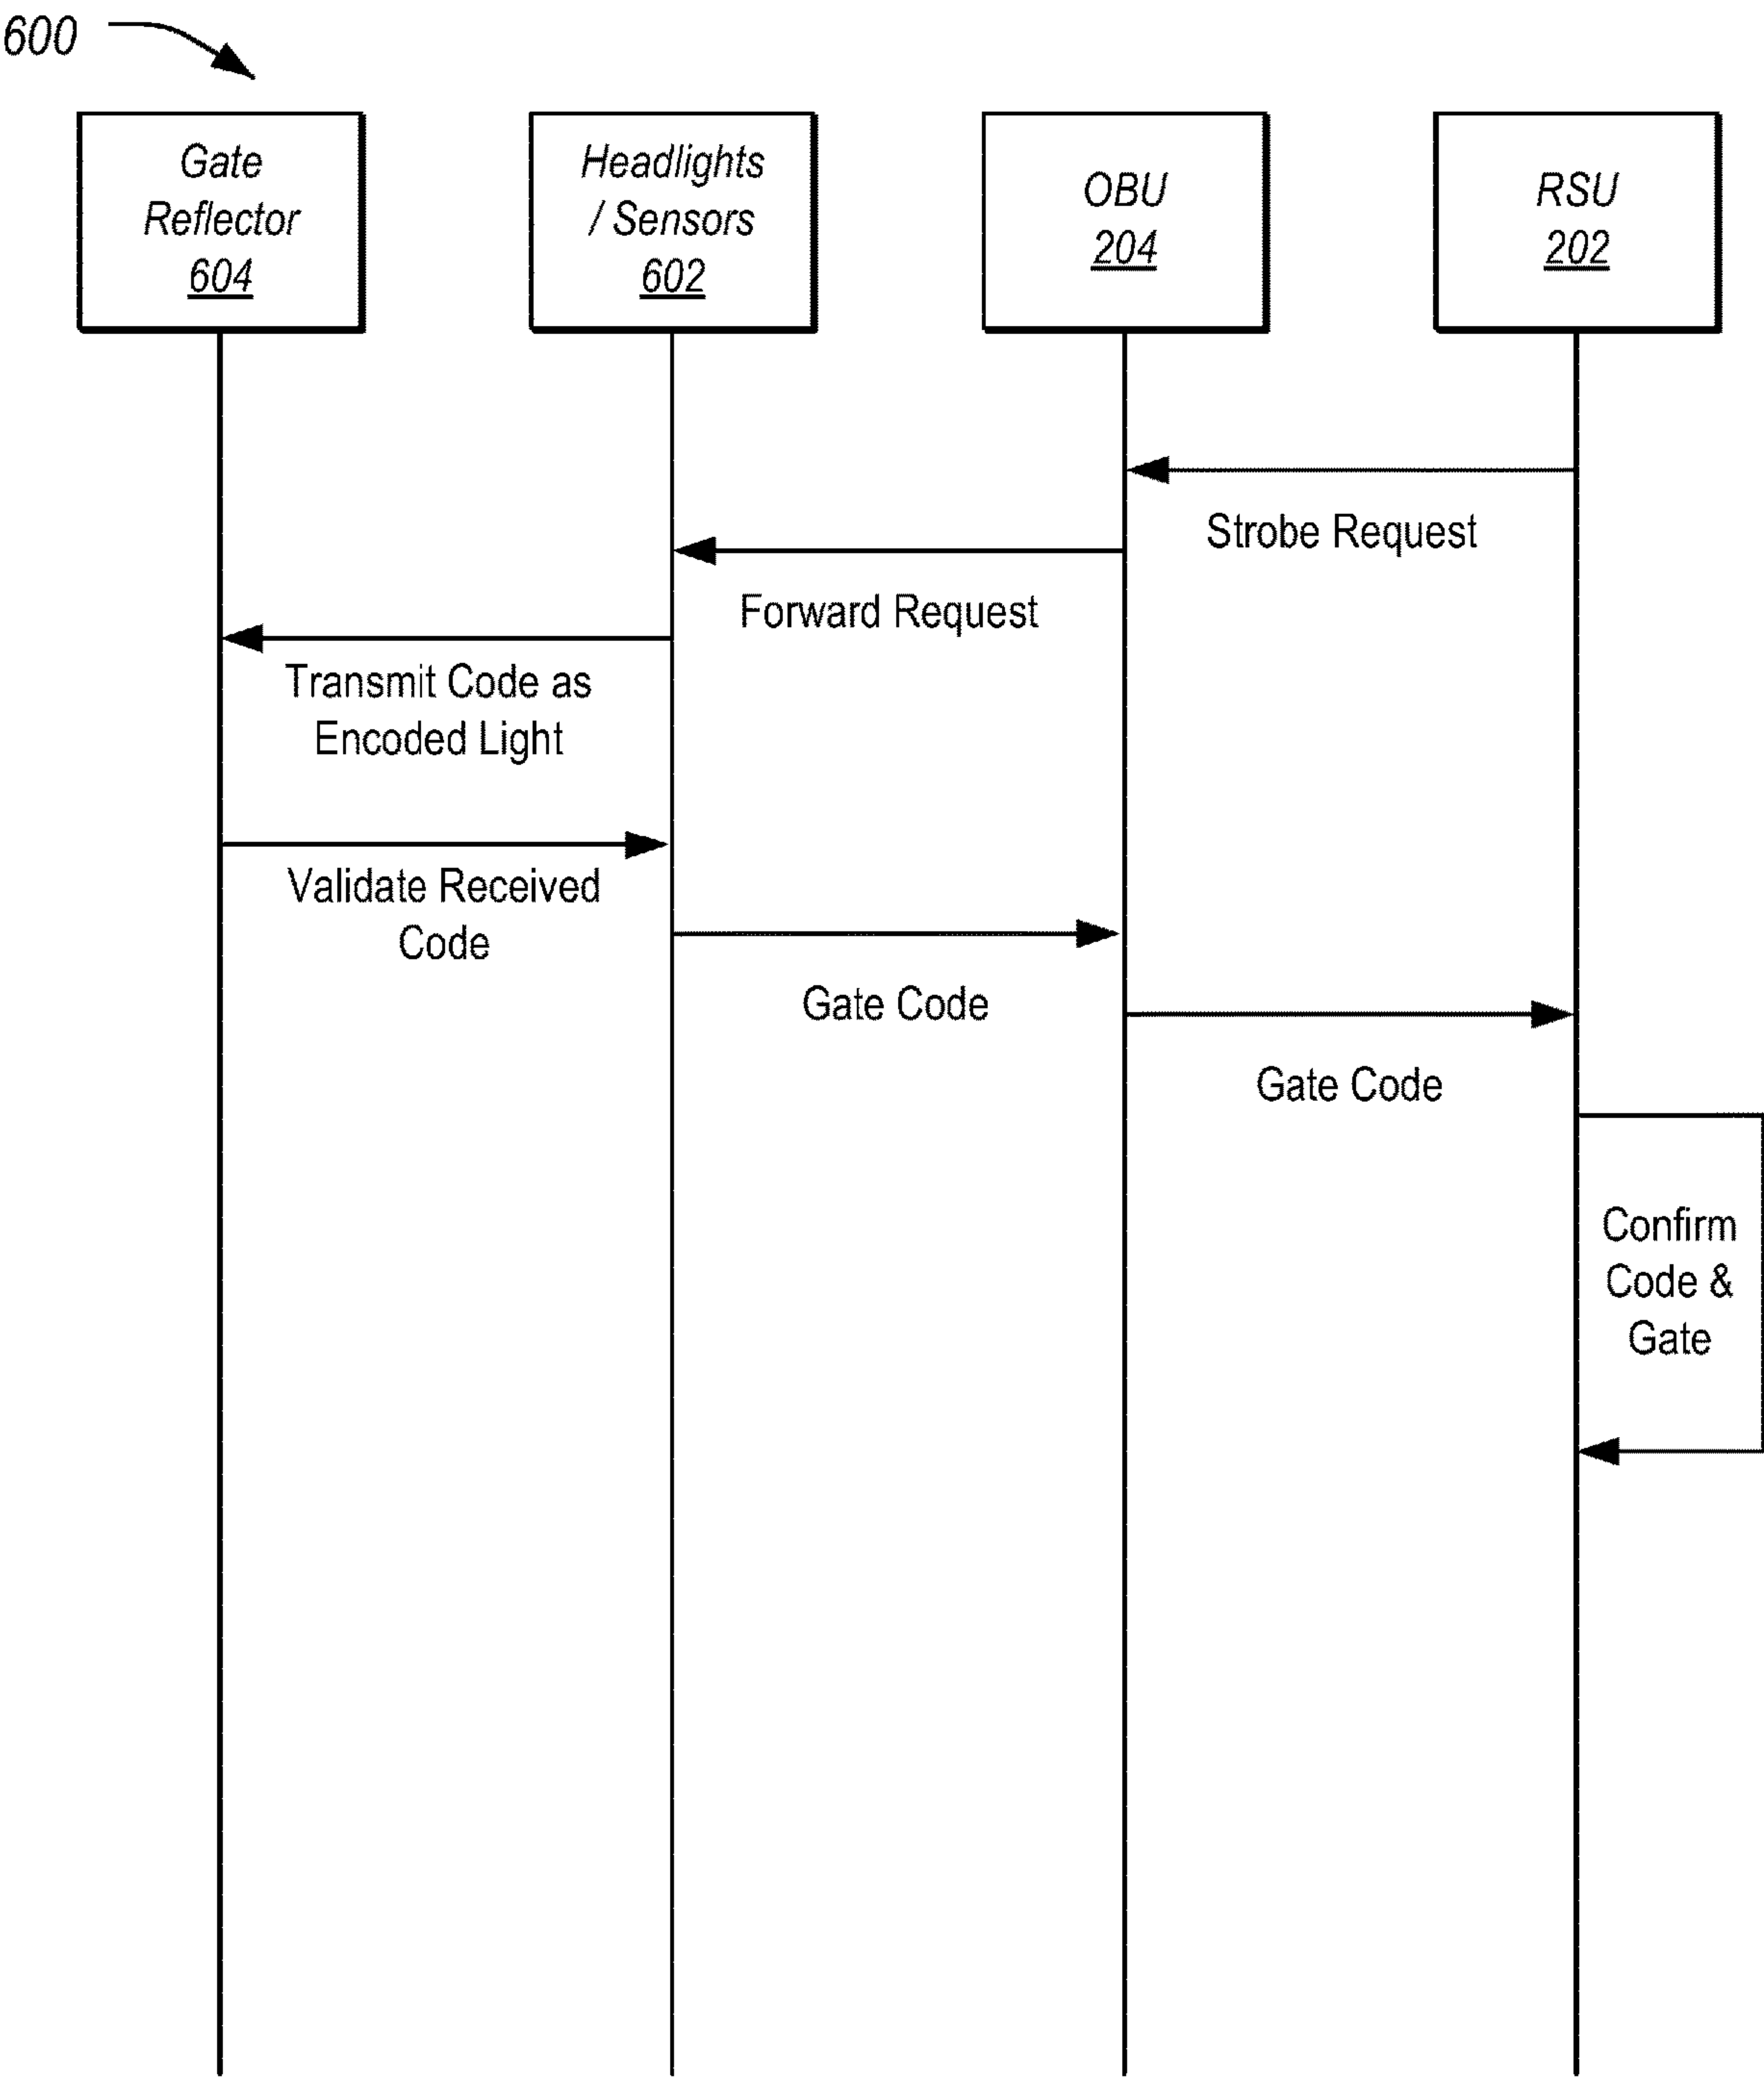 600
Gate
Reflector
604
Headlights
/ Sensors
602
OBU
204
RSU
202
Strobe Request
Forward Request
Transmit Code as
Encoded Light
Validate Received
Code
Gate Code
Gate Code
Confirm
Code &
Gate